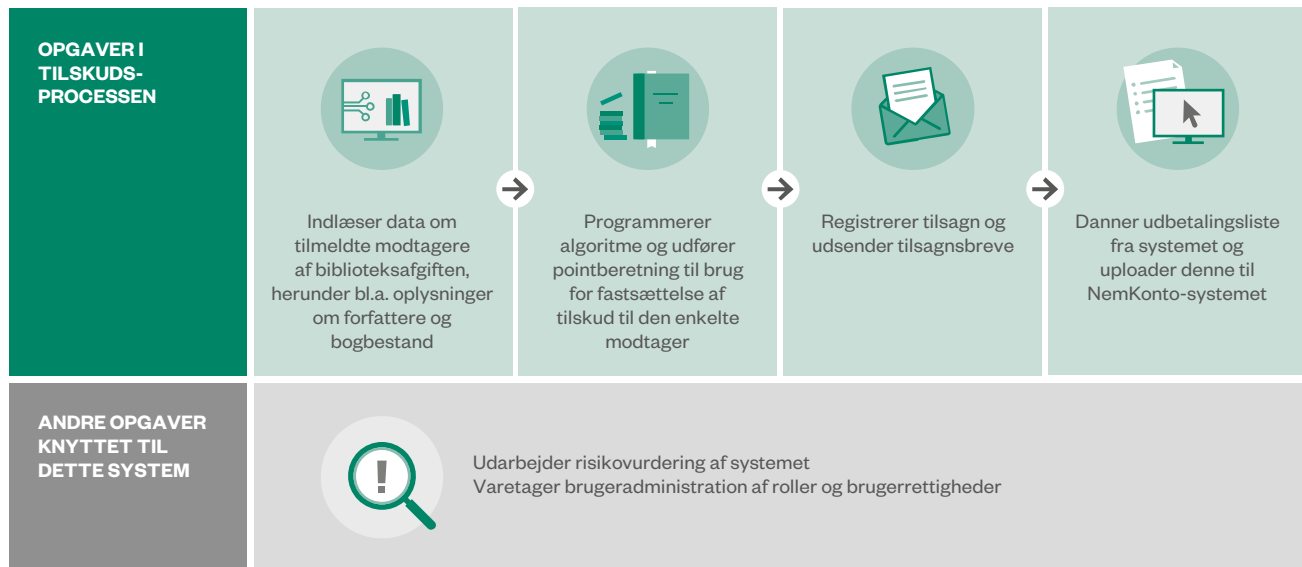 OPGAVER I
TILSKUDS-
PROCESSEN
Indlæser data om
tilmeldte modtagere
af biblioteksafgiften,
herunder bl.a. oplysninger
om forfattere og
bogbestand
Programmerer
algoritme og udfører
pointberetning til brug
for fastsættelse af
tilskud til den enkelte
modtager
Registrerer tilsagn og
udsender tilsagnsbreve
Danner udbetalingsliste
fra systemet og
uploader denne til
NemKonto-systemet
ANDRE OPGAVER
KNYTTET TIL
DETTE SYSTEM
Udarbejder risikovurdering af systemet
Varetager brugeradministration af roller og brugerrettigheder